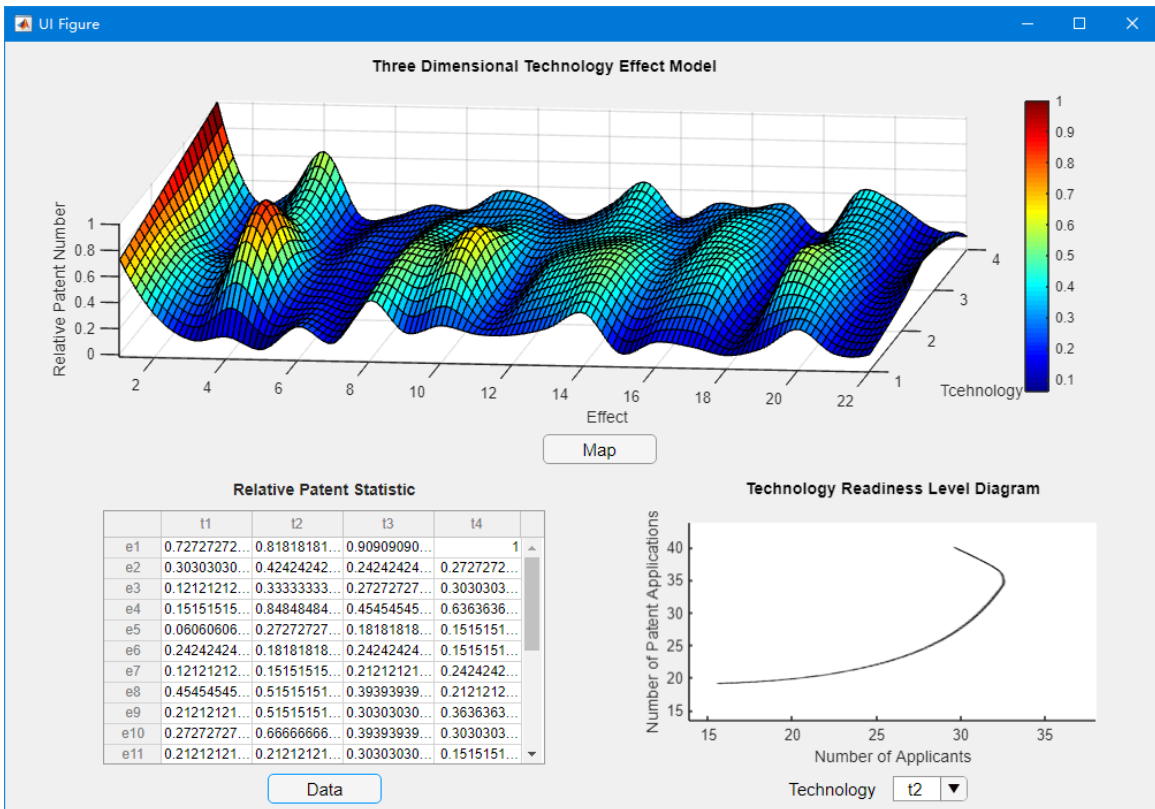 UI Figure
Three Dimensional Technology Effect Model
Relative Patent Number
1
0.8
0.6
0.4
0.2
0
2
4
6
8
10
12
14
16
18
20
22
Effect
1
2
3
4
Tcehnology
1
0.9
0.8
0.7
0.6
0.5
0.4
0.3
0.2
0.1
Map
Relative Patent Statistic
t1 t2 t3 t4
e1 0.72727272... 0.81818181... 0.90909090... 1
e2 0.30303030... 0.42424242... 0.24242424... 0.2727272...
e3 0.12121212... 0.33333333... 0.27272727... 0.3030303...
e4 0.15151515... 0.84848484... 0.45454545... 0.6363636...
e5 0.06060606... 0.27272727... 0.18181818... 0.1515151...
e6 0.24242424... 0.18181818... 0.24242424... 0.1515151...
e7 0.12121212... 0.15151515... 0.21212121... 0.2424242...
e8 0.45454545... 0.51515151... 0.39393939... 0.2121212...
e9 0.21212121... 0.51515151... 0.30303030... 0.3636363...
e10 0.27272727... 0.66666666... 0.39393939... 0.3030303...
e11 0.21212121... 0.21212121... 0.30303030... 0.1515151...
Data
Technology Readiness Level Diagram
Number of Patent Applications
40
35
30
25
20
15
15 20 25 30 35
Number of Applicants
Technology t2